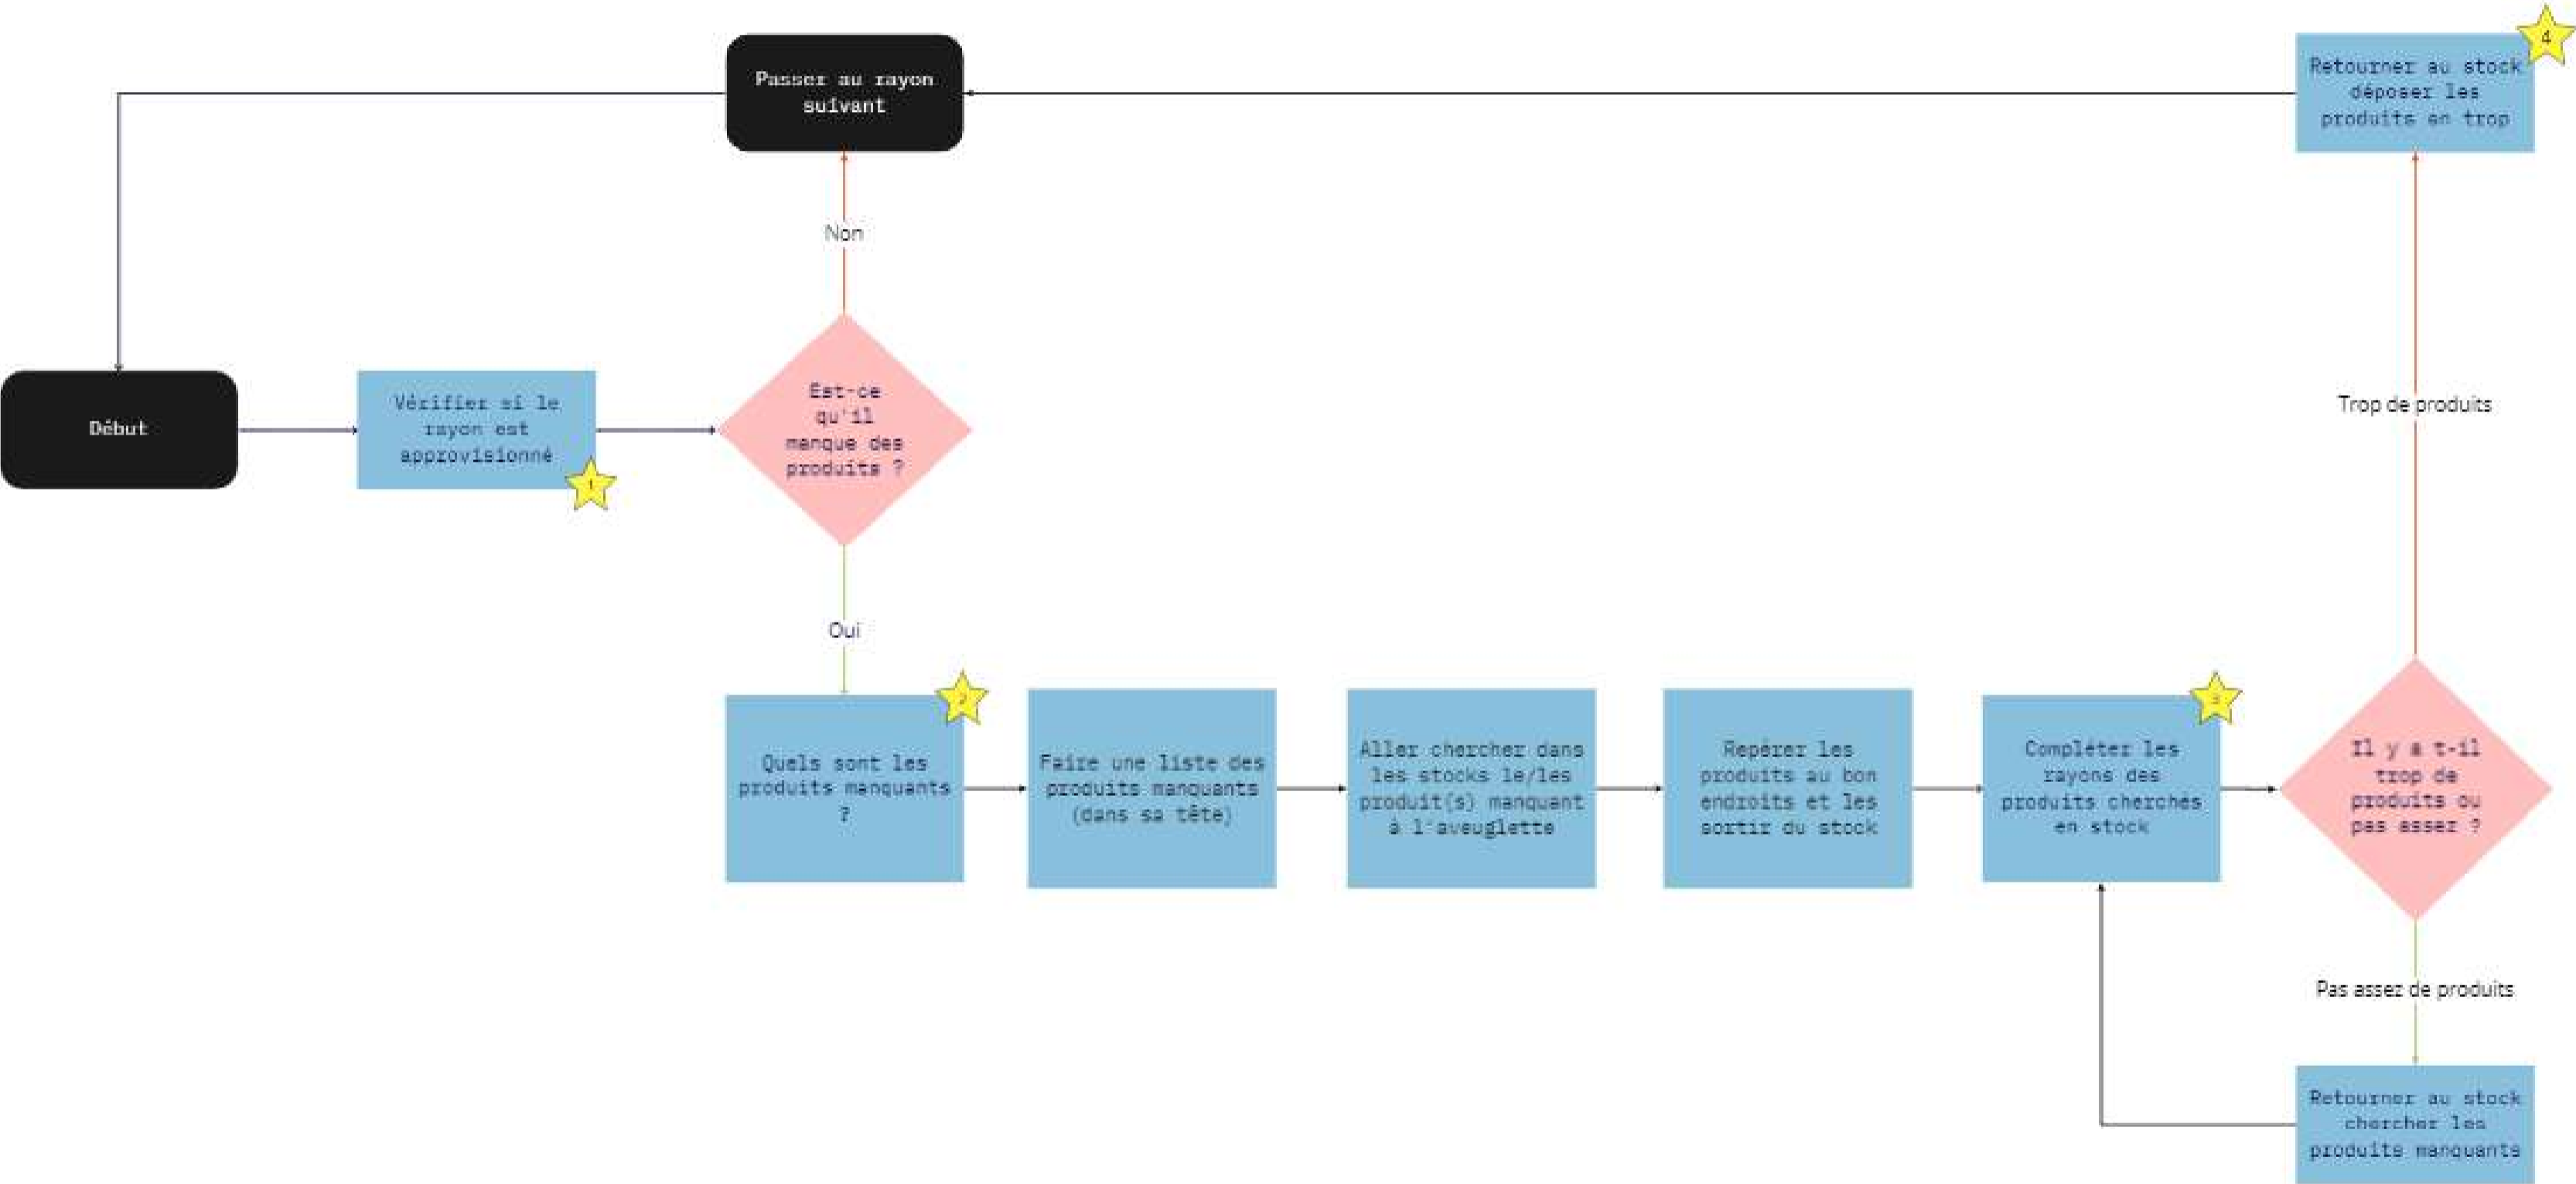 4
Passer au rayon
suivant
Retourner au stock
déposer les
produits en trop
Non
Début
Vérifier si le
rayon est
approvisionné
1
Est-ce
qu'il
manque des
produits ?
Trop de produits
Oui
2
Quels sont les
produits manquants
?
Faire une liste des
produits manquants
(dans sa tête)
Aller chercher dans
les stocks le/les
produit(s) manquant
à l'aveuglette
Repérer les
produits au bon
endroits et les
sortir du stock
3
Compléter les
rayons des
produits cherchés
en stock
Il y a t-il
trop de
produits ou
pas assez ?
Pas assez de produits
Retourner au stock
chercher les
produits manquants